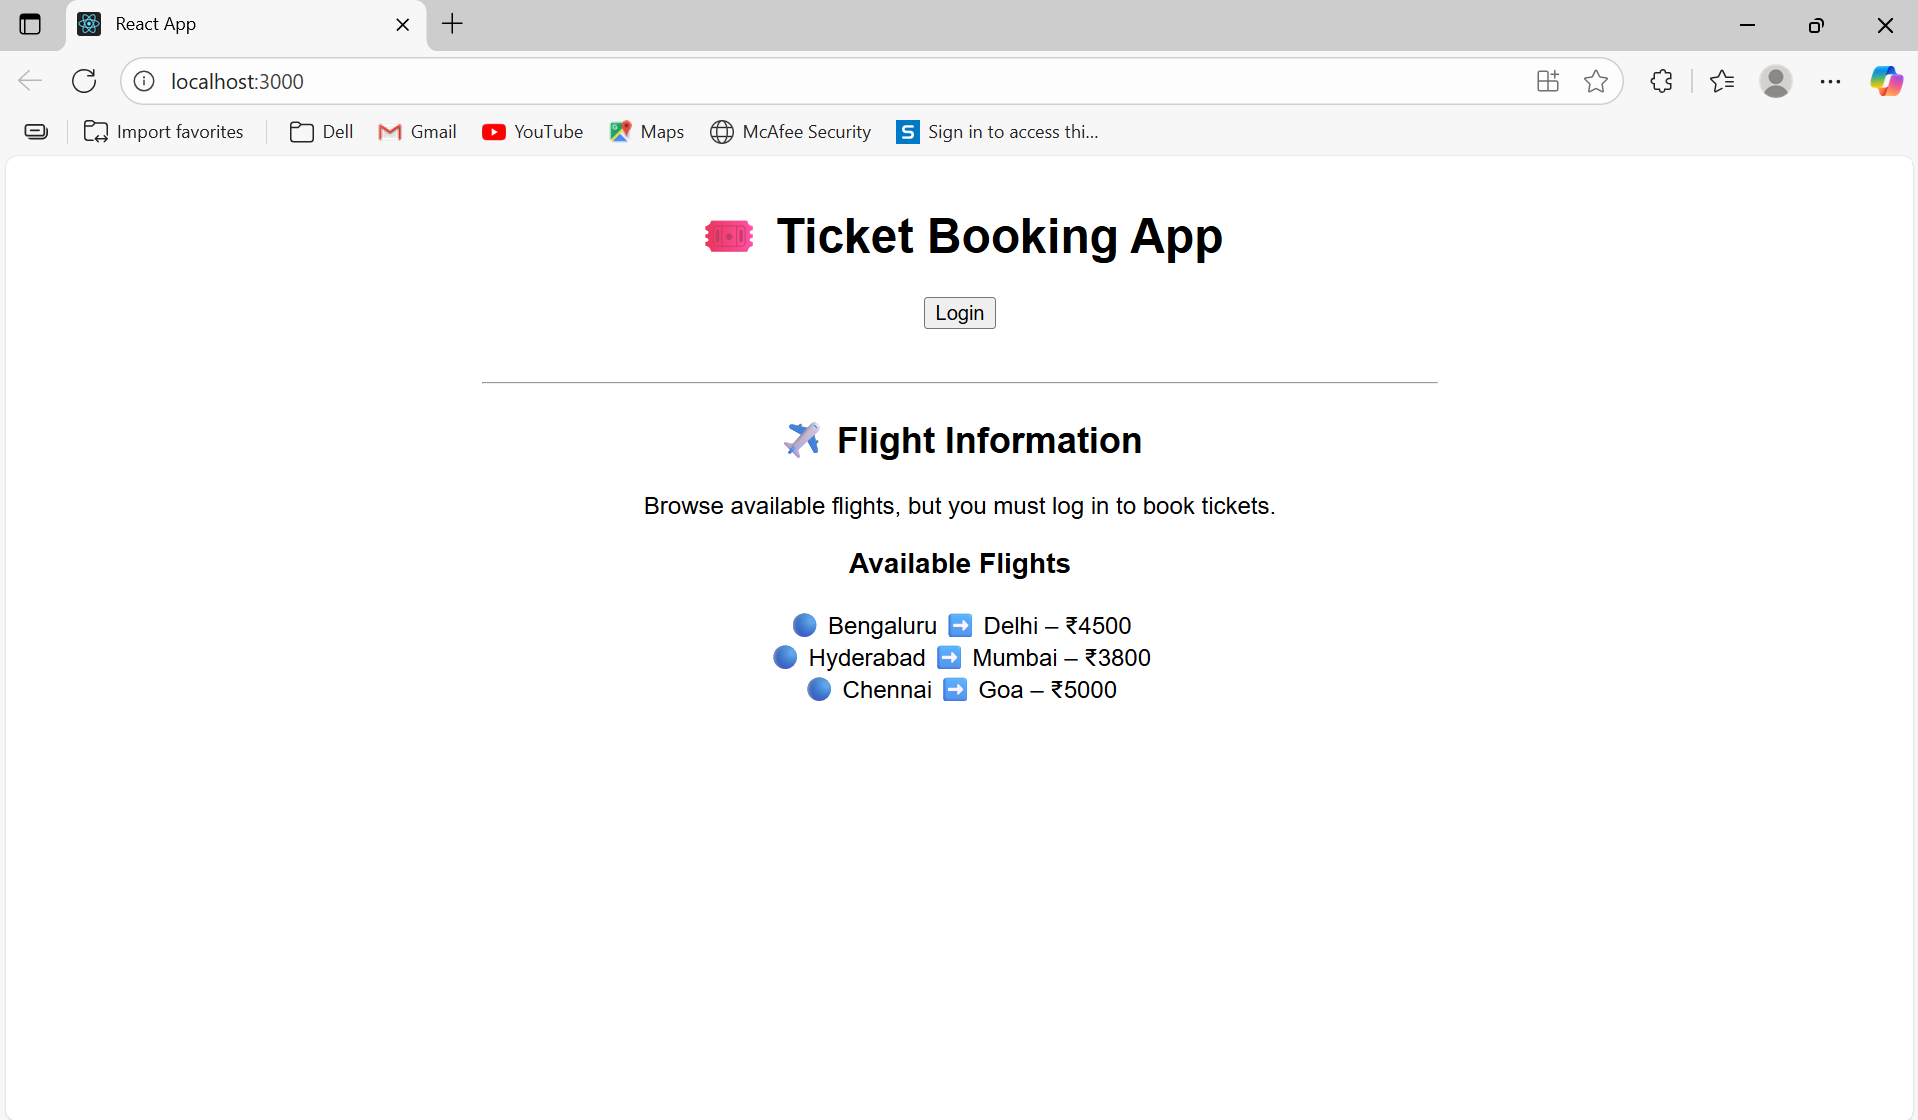 React App
localhost:3000
Import favorites
Dell
Gmail
YouTube
Maps
McAfee Security
S Sign in to access thi...
🎟️ Ticket Booking App
Login
✈️ Flight Information
Browse available flights, but you must log in to book tickets.
Available Flights
🔵 Bengaluru ➡️ Delhi – ₹4500
🔵 Hyderabad ➡️ Mumbai – ₹3800
🔵 Chennai ➡️ Goa – ₹5000